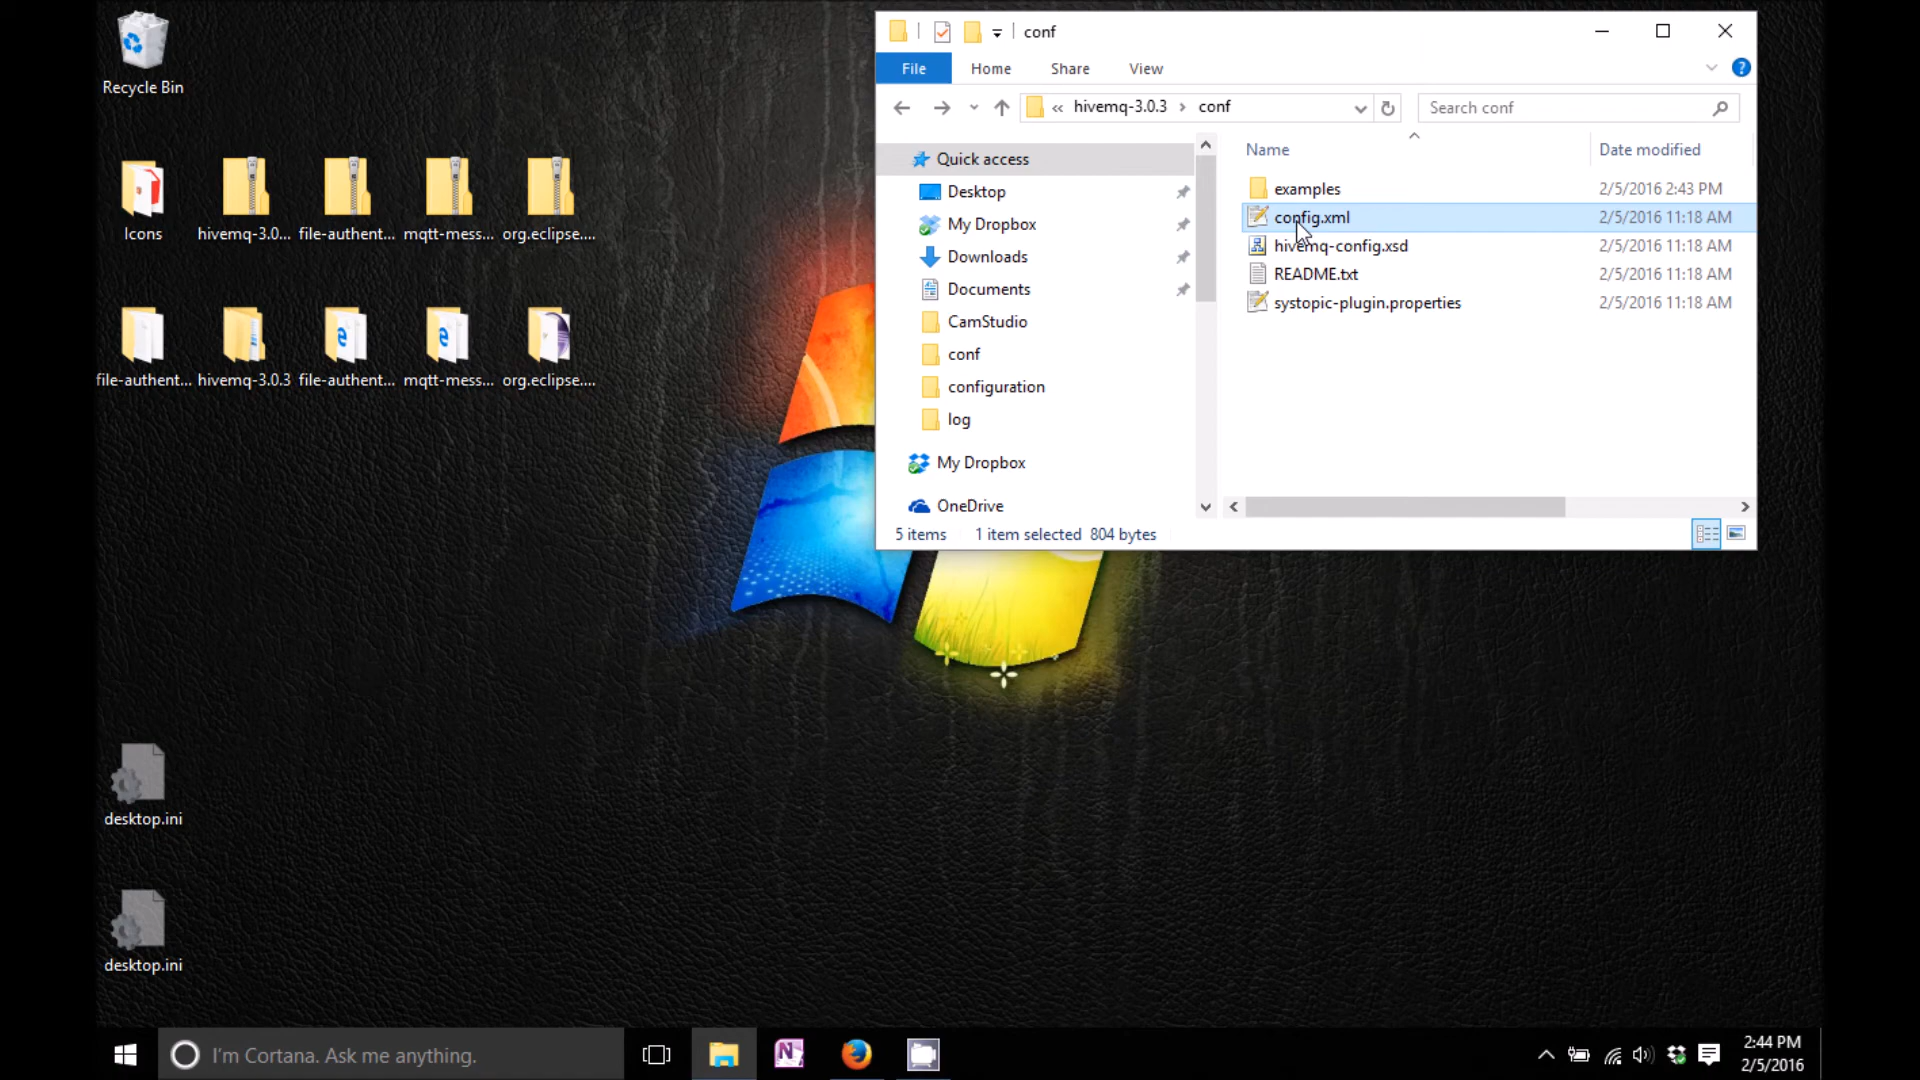 Recycle Bin
Icons
hivemq-3.0...
file-authent...
mqtt-mess...
org.eclipse....
file-authent...
hivemq-3.0.3
file-authent...
mqtt-mess...
org.eclipse....
desktop.ini
desktop.ini
conf
File
Home
Share
View
« hivemq-3.0.3 > conf
Search conf
Quick access
Desktop
My Dropbox
Downloads
Documents
CamStudio
conf
configuration
log
My Dropbox
OneDrive
Name
Date modified
examples
2/5/2016 2:43 PM
config.xml
2/5/2016 11:18 AM
hivemq-config.xsd
2/5/2016 11:18 AM
README.txt
2/5/2016 11:18 AM
systopic-plugin.properties
2/5/2016 11:18 AM
5 items
1 item selected 804 bytes
I'm Cortana. Ask me anything.
N
2:44 PM
2/5/2016